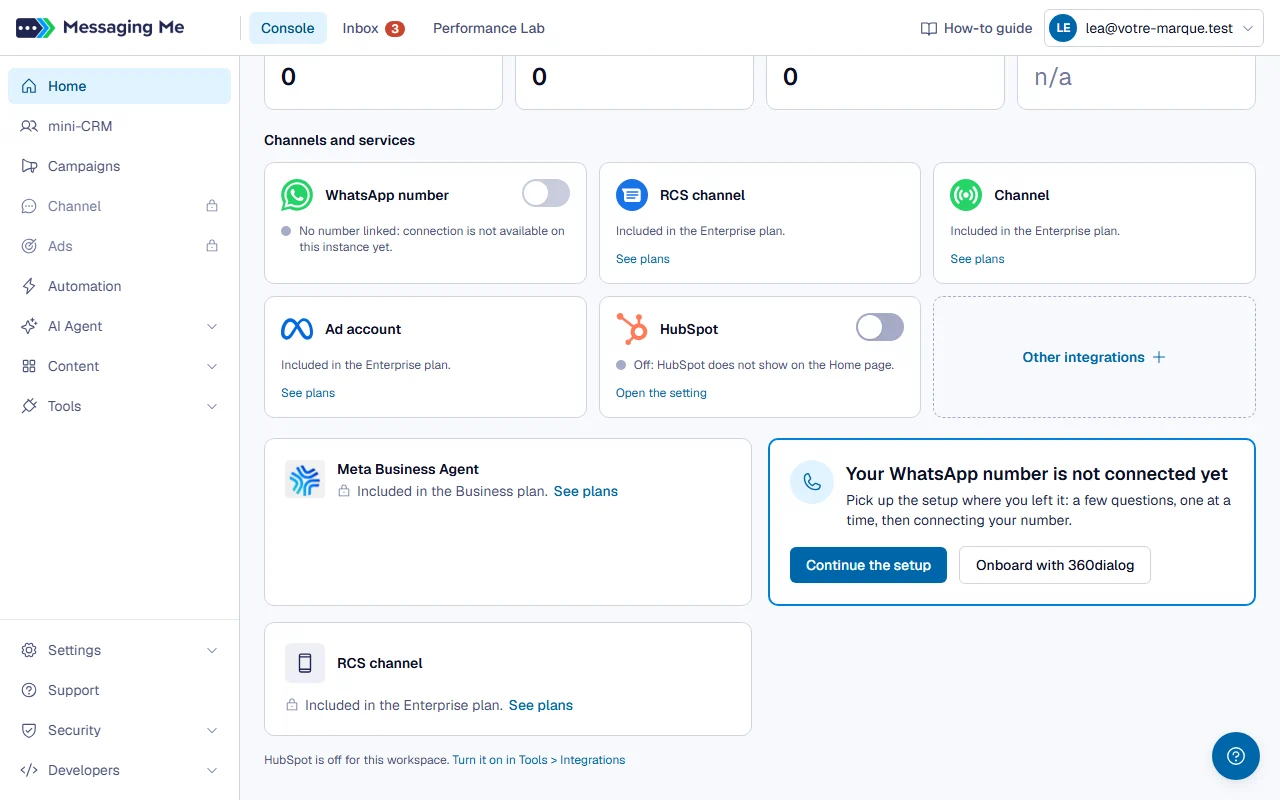 Messaging Me
Console
Inbox 3
Performance Lab
How-to guide
LE lea@votre-marque.test
Home
mini-CRM
Campaigns
Channel
Ads
Automation
AI Agent
Content
Tools
Settings
Support
Security
Developers
0
0
0
n/a
Channels and services
WhatsApp number
No number linked: connection is not available on
this instance yet.
RCS channel
Included in the Enterprise plan.
See plans
Channel
Included in the Enterprise plan.
See plans
Ad account
Included in the Enterprise plan.
See plans
HubSpot
Off: HubSpot does not show on the Home page.
Open the setting
Other integrations
Meta Business Agent
Included in the Business plan. See plans
Your WhatsApp number is not connected yet
Pick up the setup where you left it: a few questions, one at a
time, then connecting your number.
Continue the setup
Onboard with 360dialog
RCS channel
Included in the Enterprise plan. See plans
HubSpot is off for this workspace. Turn it on in Tools > Integrations